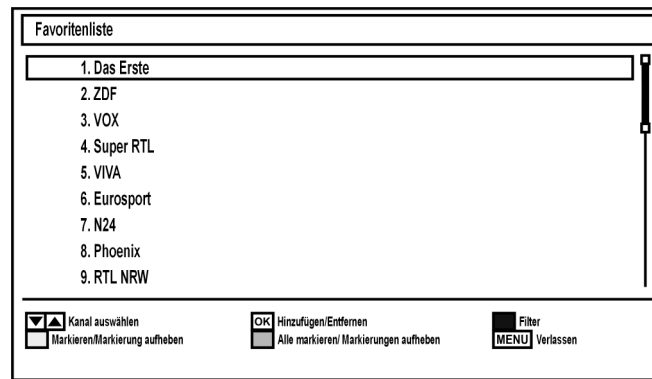 Favoritenliste
1. Das Erste
2. ZDF
3. VOX
4. Super RTL
5. VIVA
6. Eurosport
7. N24
8. Phoenix
9. RTL NRW
Kanal auswählen OK Hinzufügen/Entfernen Filter
Markieren/Markierung aufheben Alle markieren/ Markierungen aufheben MENU Verlassen